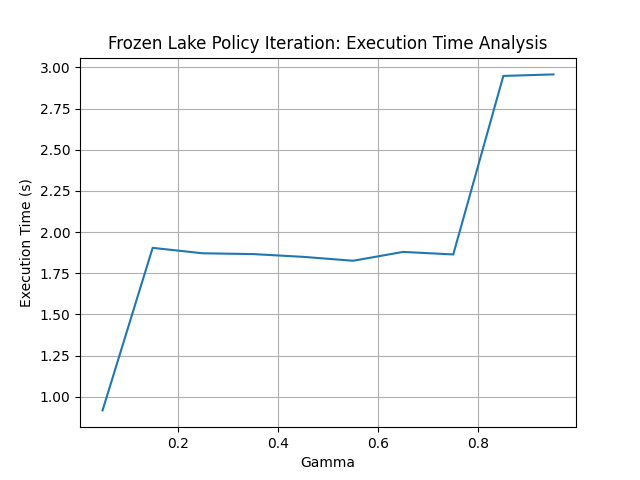 Frozen Lake Policy Iteration: Execution Time Analysis
3.00
2.75
2.50
2.25
2.00
1.75
1.50
1.25
1.00
Execution Time (s)
0.2 0.4 0.6 0.8
Gamma